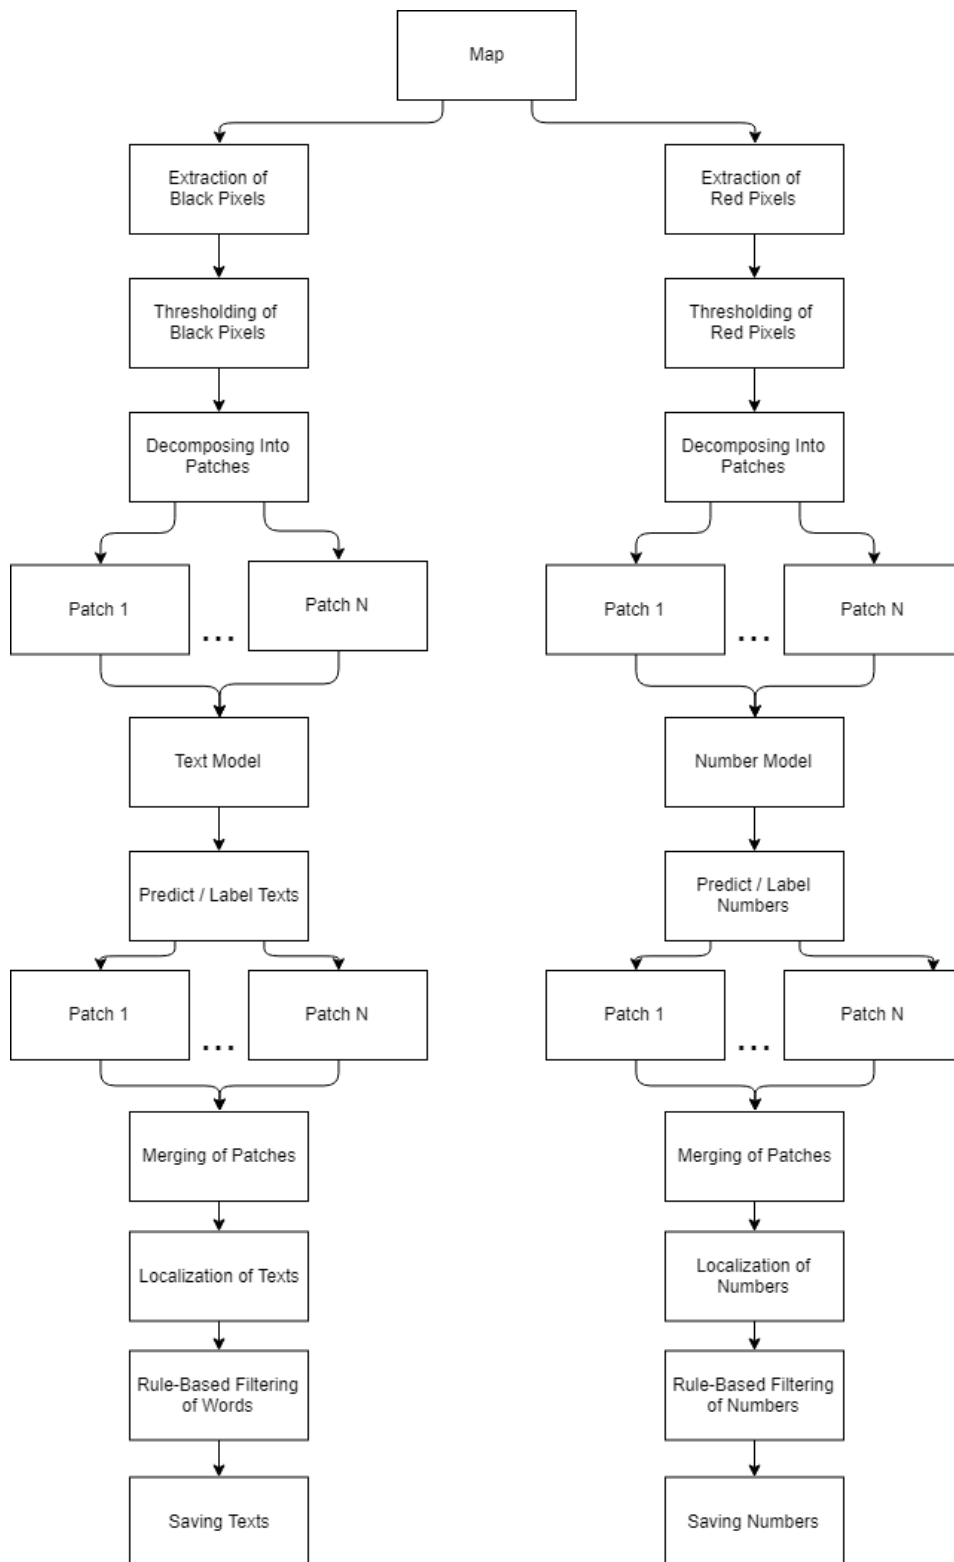 Map
Extraction of
Black Pixels
Extraction of
Red Pixels
Thresholding of
Black Pixels
Thresholding of
Red Pixels
Decomposing Into
Patches
Decomposing Into
Patches
Patch 1
...
Patch N
Patch 1
...
Patch N
Text Model
Number Model
Predict / Label Texts
Predict / Label
Numbers
Patch 1
...
Patch N
Patch 1
...
Patch N
Merging of Patches
Merging of Patches
Localization of Texts
Localization of
Numbers
Rule-Based Filtering
of Words
Rule-Based Filtering
of Numbers
Saving Texts
Saving Numbers